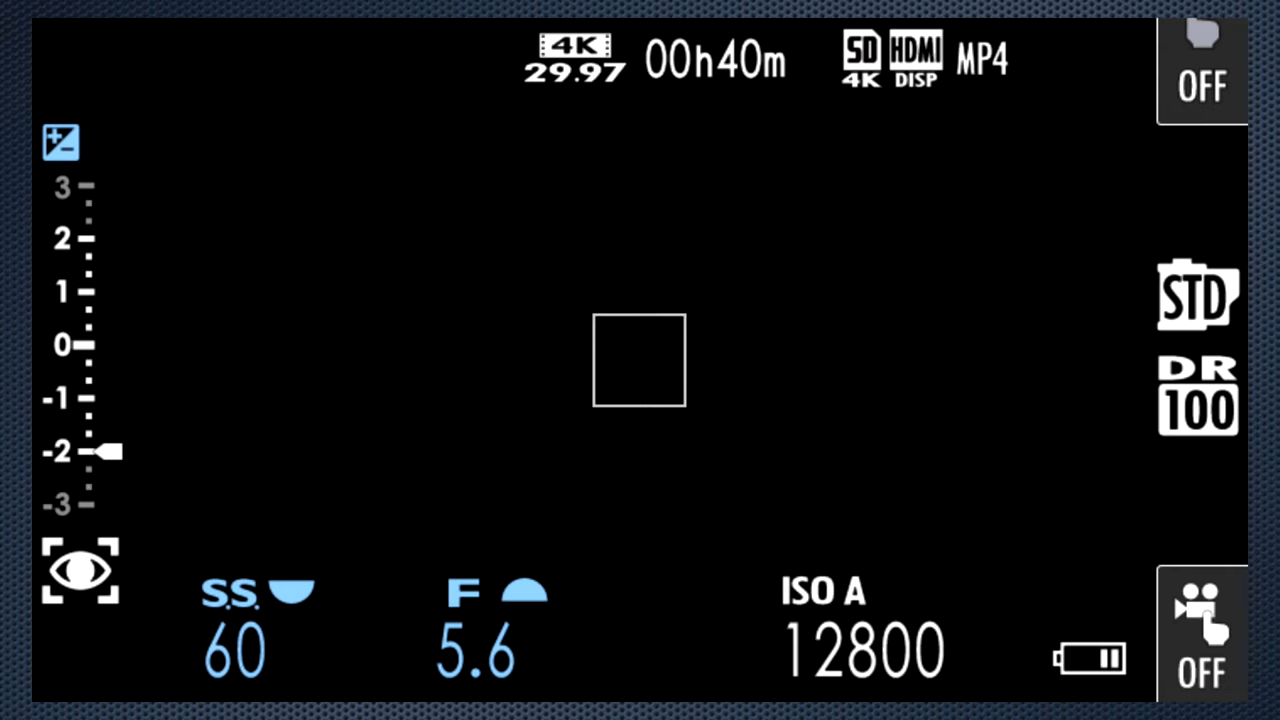 4K
29.97
00h40m
SD
4K
HDMI
DISP
MP4
OFF
3
2
1
0
-1
-2
-3
STD
DR
100
S.S.
60
F
5.6
ISO A
12800
OFF